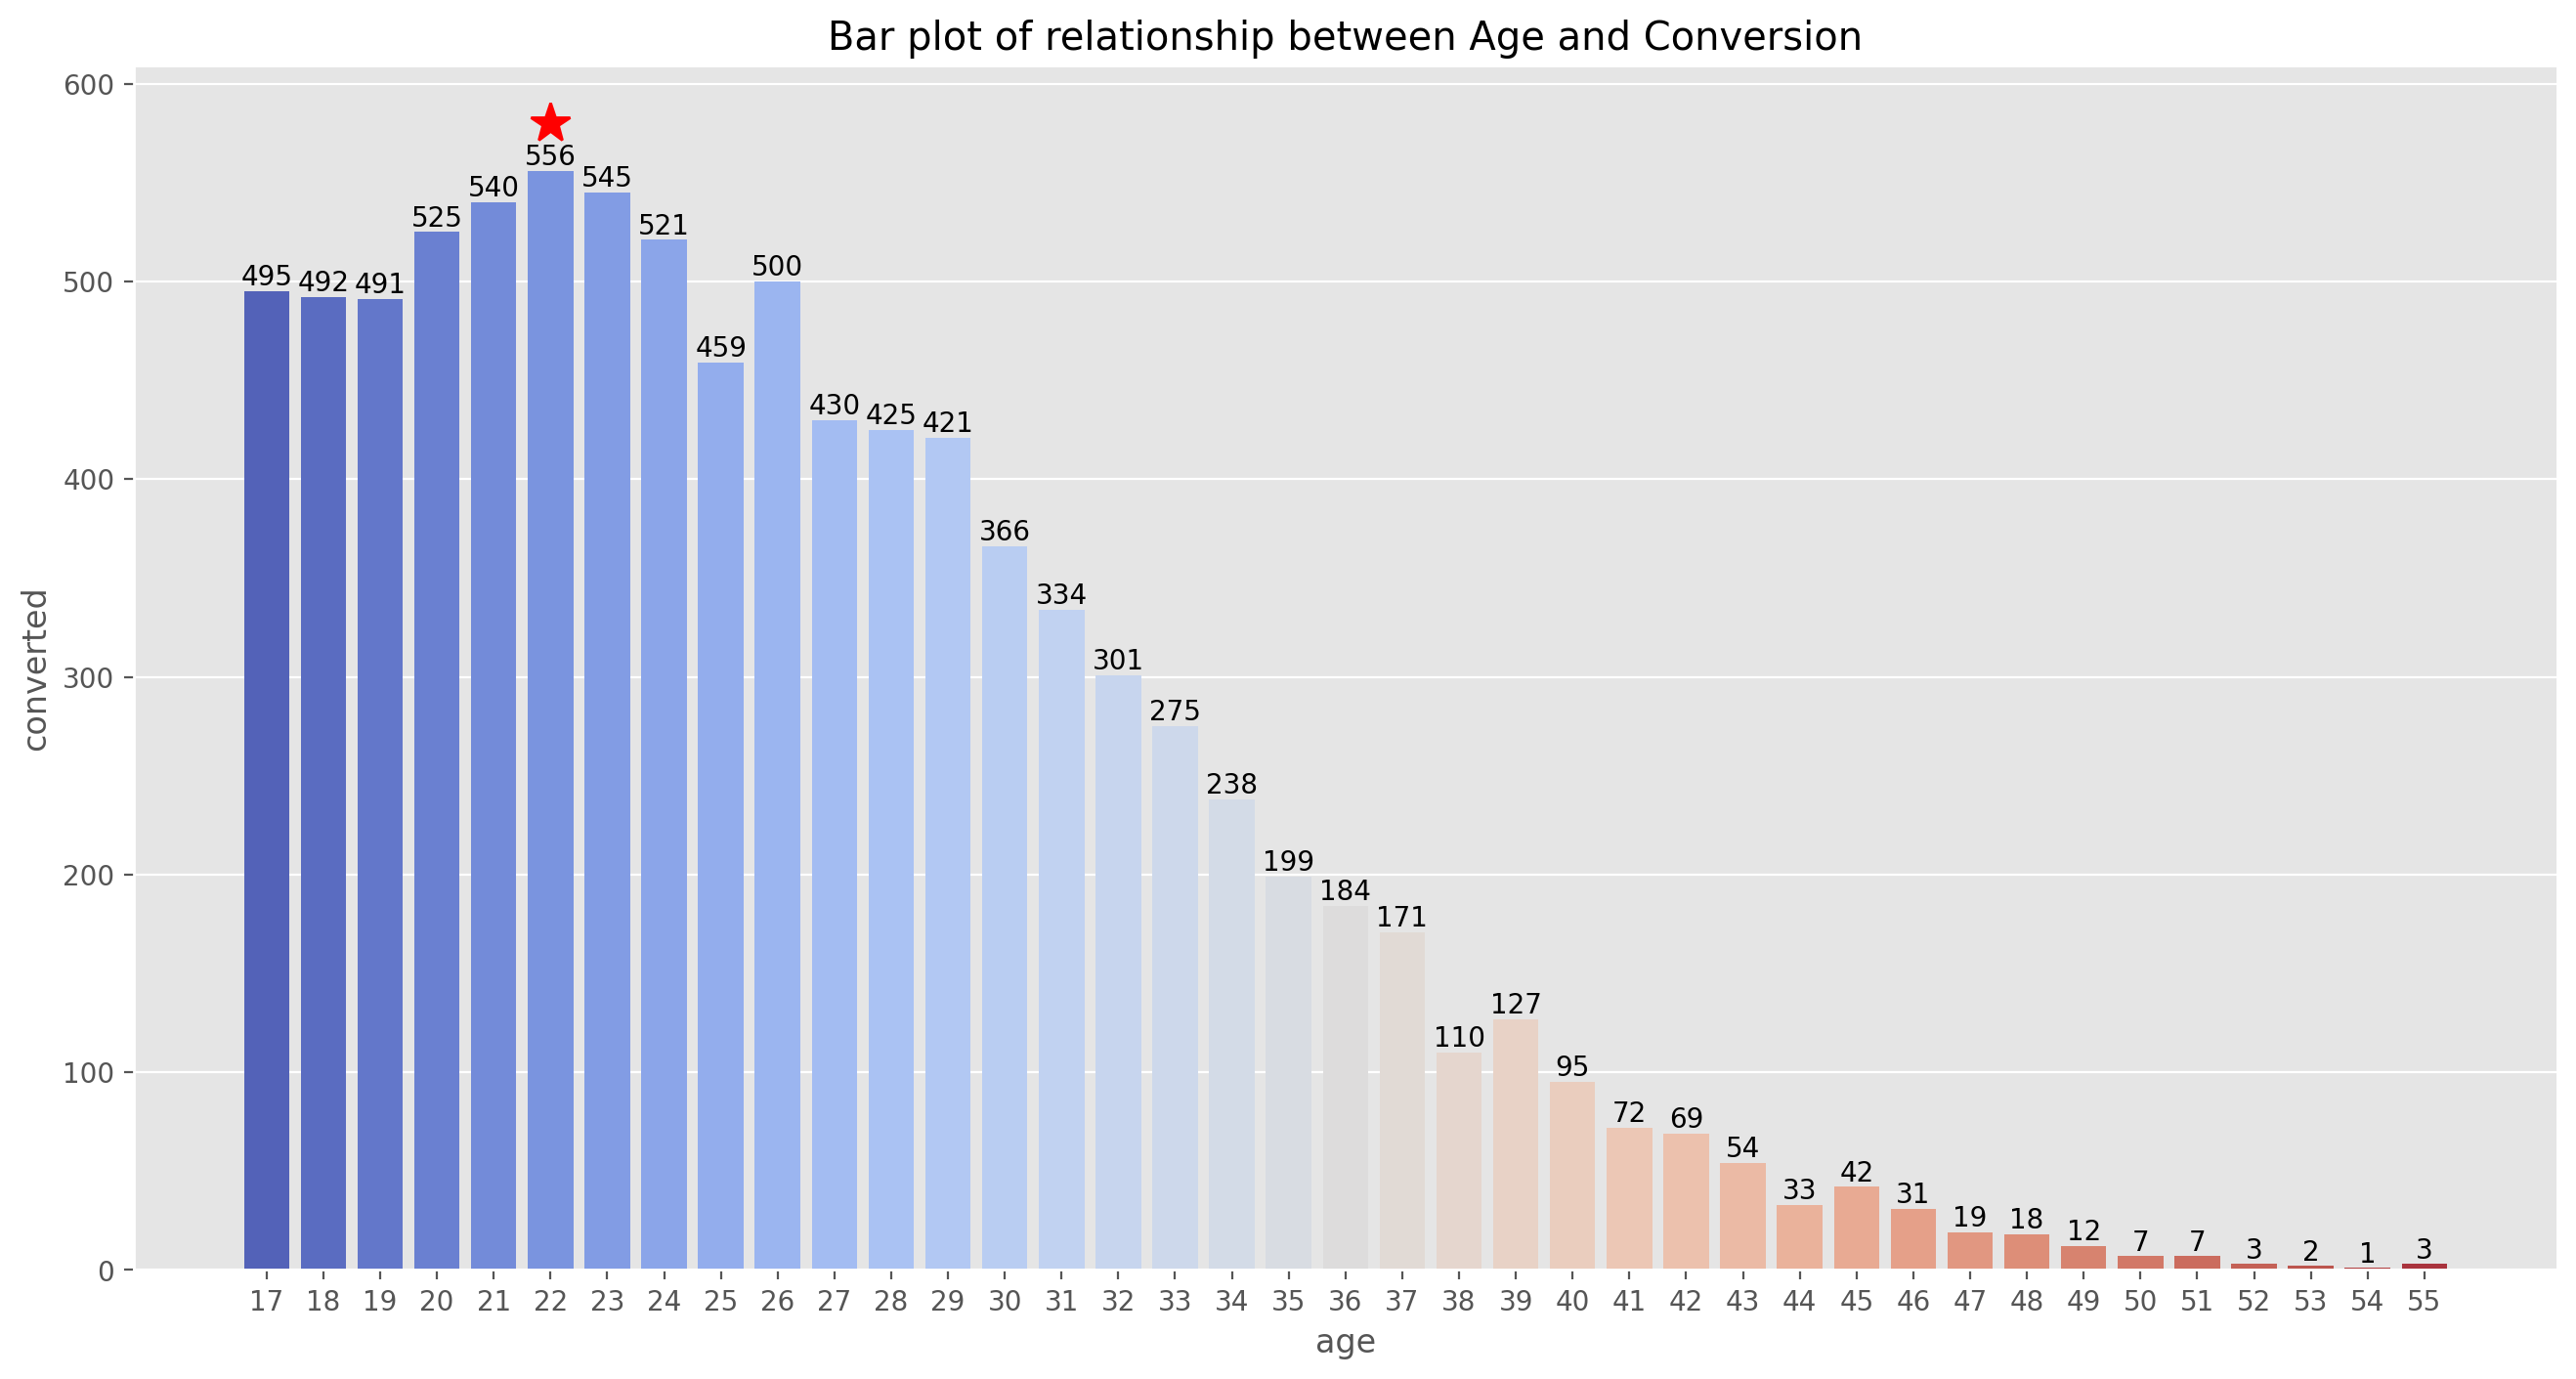 Bar plot of relationship between Age and Conversion
600
500
400
300
200
100
0
converted
495 492 491 525 540 556 545 521 459 500 430 425 421 366 334 301 275 238 199 184 171 110 127 95 72 69 54 33 42 31 19 18 12 7 7 3 2 1 3
17 18 19 20 21 22 23 24 25 26 27 28 29 30 31 32 33 34 35 36 37 38 39 40 41 42 43 44 45 46 47 48 49 50 51 52 53 54 55
age